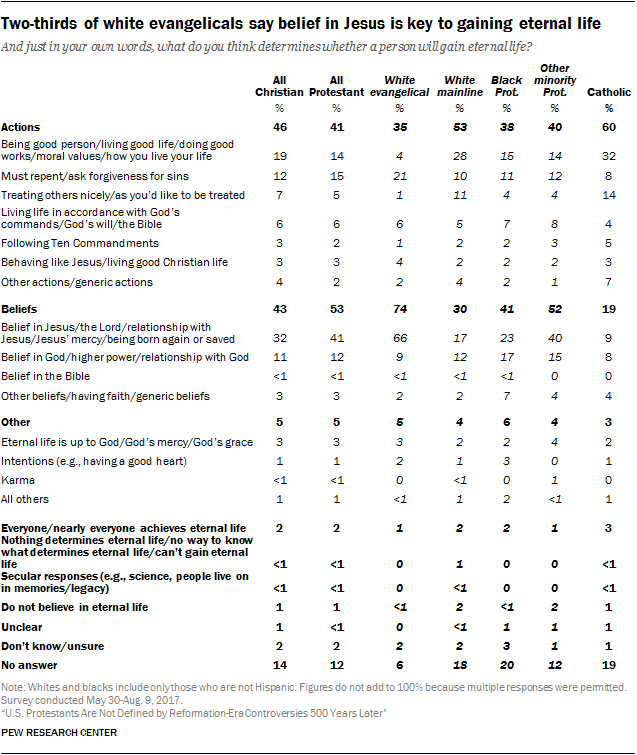 Two-thirds of white evangelicals say belief in Jesus is key to gaining eternal life
And just in your own words, what do you think determines whether a person will gain eternal life?
All Christian All Protestant White evangelical White mainline Black Prot. Other minority Prot. Catholic
% % % % % % %
Actions 46 41 35 53 38 40 60
Being good person/living good life/doing good
works/moral values/how you live your life 19 14 4 28 15 14 32
Must repent/ask forgiveness for sins 12 15 21 10 11 12 8
Treating others nicely/as you'd like to be treated 7 5 1 11 4 4 14
Living life in accordance with God's
commands/God's will/the Bible 6 6 6 5 7 8 4
Following Ten Commandments 3 2 1 2 2 3 5
Behaving like Jesus/living good Christian life 3 3 4 2 2 2 3
Other actions/generic actions 4 2 2 4 2 1 7
Beliefs 43 53 74 30 41 52 19
Belief in Jesus/the Lord/relationship with
Jesus/Jesus' mercy/being born again or saved 32 41 66 17 23 40 9
Belief in God/higher power/relationship with God 11 12 9 12 17 15 8
Belief in the Bible <1 <1 <1 <1 <1 0 0
Other beliefs/having faith/generic beliefs 3 3 2 2 7 4 4
Other 5 5 5 4 6 4 3
Eternal life is up to God/God's mercy/God's grace 3 3 3 2 2 4 2
Intentions (e.g., having a good heart) 1 1 2 1 3 0 1
Karma <1 <1 0 <1 0 1 0
All others 1 1 <1 1 2 <1 1
Everyone/nearly everyone achieves eternal life 2 2 1 2 2 1 3
Nothing determines eternal life/no way to know
what determines eternal life/can't gain eternal
life <1 <1 0 1 0 0 <1
Secular responses (e.g., science, people live on
in memories/legacy) <1 <1 0 <1 0 0 <1
Do not believe in eternal life 1 1 <1 2 <1 2 1
Unclear 1 <1 0 <1 1 1 1
Don't know/unsure 2 2 2 2 3 1 1
No answer 14 12 6 18 20 12 19
Note: Whites and blacks include only those who are not Hispanic. Figures do not add to 100% because multiple responses were permitted.
Survey conducted May 30-Aug. 9, 2017.
"U.S. Protestants Are Not Defined by Reformation-Era Controversies 500 Years Later"
PEW RESEARCH CENTER